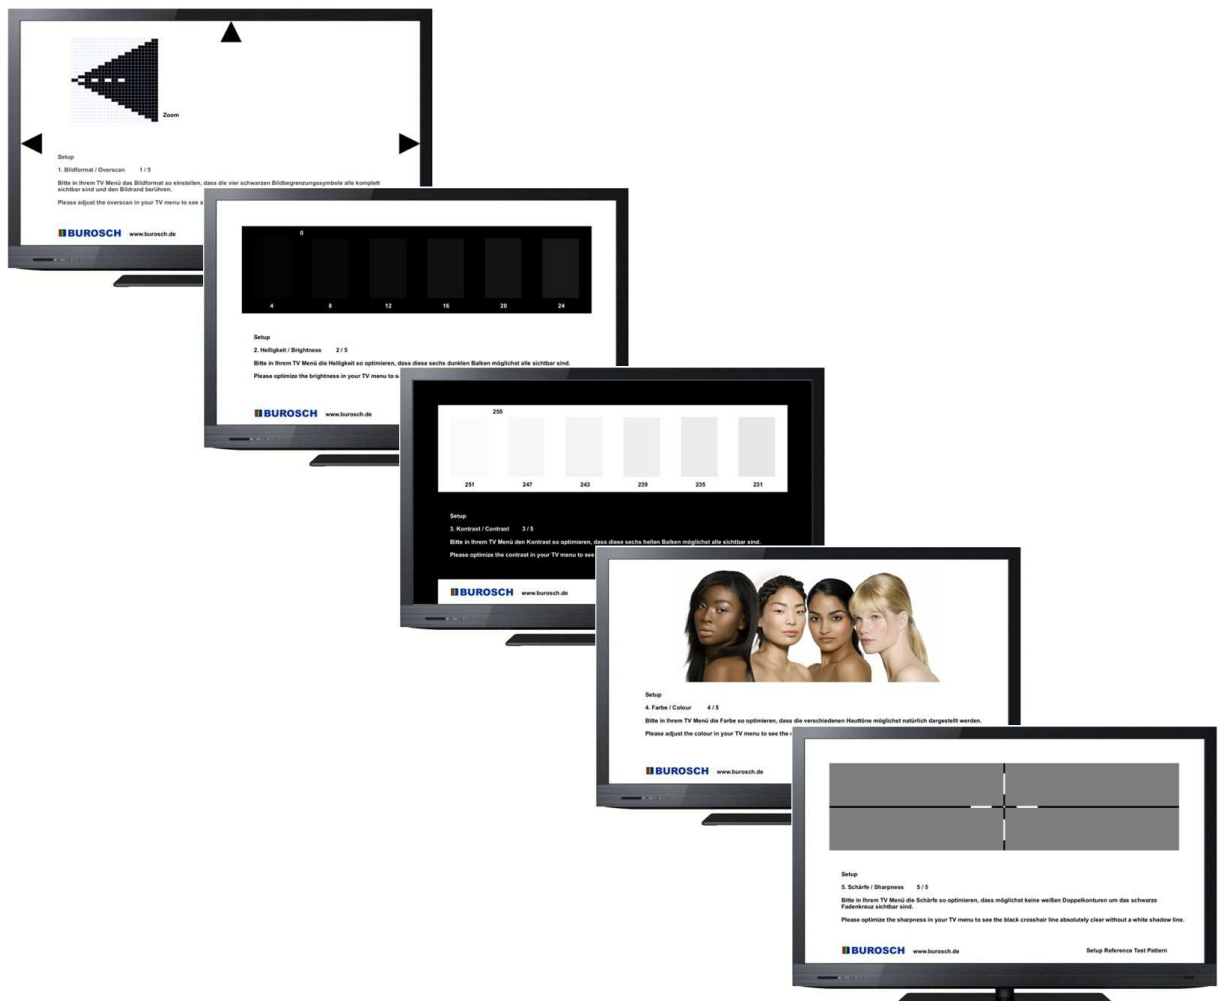 Zoom
Setup
1. Bildformat / Overscan 1 / 5
Bitte in Ihrem TV Menü das Bildformat so einstellen, dass die vier schwarzen Bildbegrenzungssymbole alle komplett
sichtbar sind und den Bildrand berühren.
Please adjust the overscan in your TV menu to see a
BUROSCH www.burosch.de
0
4 8 12 16 20 24
Setup
2. Helligkeit / Brightness 2 / 5
Bitte in Ihrem TV Menü die Helligkeit so optimieren, dass diese sechs dunklen Balken möglichst alle sichtbar sind.
Please optimize the brightness in your TV menu to s
BUROSCH www.burosch.de
255
251 247 243 239 235 231
Setup
3. Kontrast / Contrast 3 / 5
Bitte in Ihrem TV Menü den Kontrast so optimieren, dass diese sechs hellen Balken möglichst alle sichtbar sind.
Please optimize the contrast in your TV menu to see
BUROSCH www.burosch.de
Setup
4. Farbe / Colour 4 / 5
Bitte in Ihrem TV Menü die Farbe so optimieren, dass die verschiedenen Hauttöne möglichst natürlich dargestellt werden.
Please adjust the colour in your TV menu to see the
BUROSCH www.burosch.de
Setup
5. Schärfe / Sharpness 5 / 5
Bitte in Ihrem TV Menü die Schärfe so optimieren, dass möglichst keine weißen Doppelkonturen um das schwarze
Fadenkreuz sichtbar sind.
Please optimize the sharpness in your TV menu to see the black crosshair line absolutely clear without a white shadow line.
BUROSCH www.burosch.de Setup Reference Test Pattern